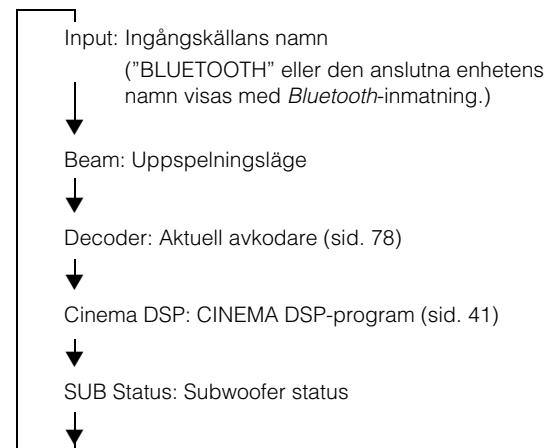 Input: Ingångskällans namn
("BLUETOOTH" eller den anslutna enhetens
namn visas med Bluetooth-inmatning.)
Beam: Uppspelningsläge
Decoder: Aktuell avkodare (sid. 78)
Cinema DSP: CINEMA DSP-program (sid. 41)
SUB Status: Subwoofer status